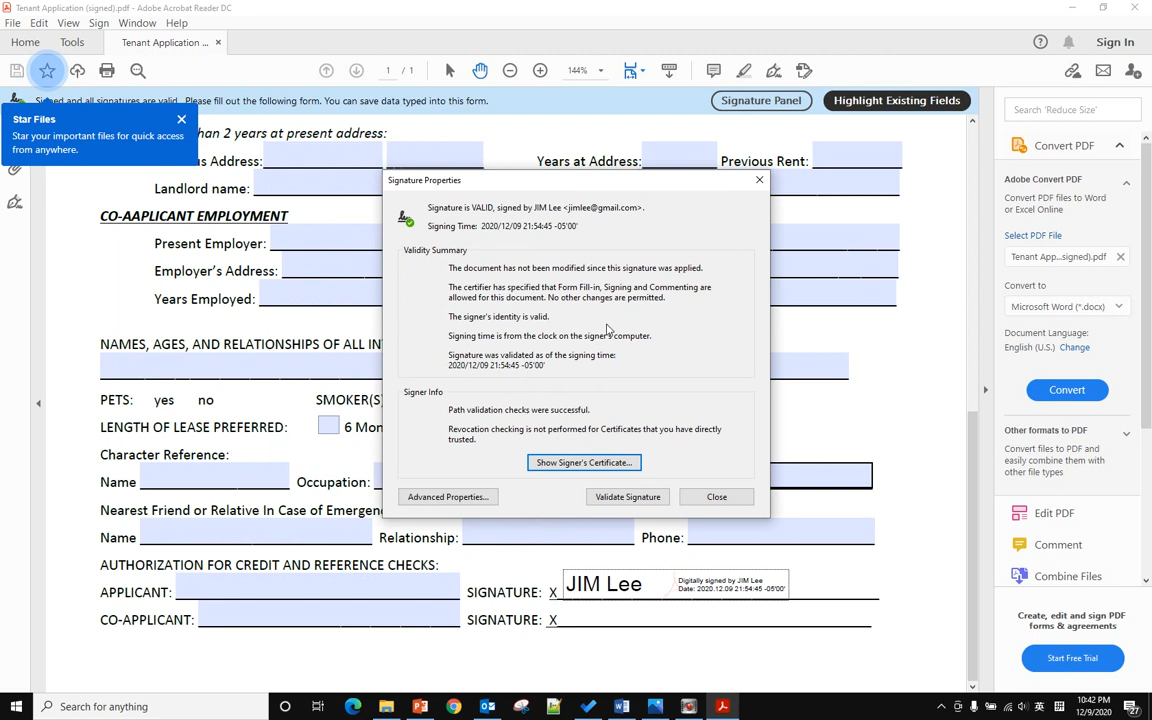 Tenant Application (signed).pdf - Adobe Acrobat Reader DC
File Edit View Sign Window Help
Home Tools Tenant Application ... × Sign In
1 / 1 144%
Signed and all signatures are valid. Please fill out the following form. You can save data typed into this form.
Signature Panel
Highlight Existing Fields
Star Files
Star your important files for quick access
from anywhere.
han 2 years at present address:
us Address: Years at Address: Previous Rent:
Landlord name:
CO-AAPLICANT EMPLOYMENT
Present Employer:
Employer's Address:
Years Employed:
NAMES, AGES, AND RELATIONSHIPS OF ALL INT
PETS: yes no SMOKER(S)
LENGTH OF LEASE PREFERRED: 6 Mon
Character Reference:
Name Occupation:
Nearest Friend or Relative In Case of Emergenc
Name Relationship: Phone:
AUTHORIZATION FOR CREDIT AND REFERENCE CHECKS:
APPLICANT: SIGNATURE: X
JIM Lee
Digitally signed by JIM Lee
Date: 2020.12.09 21:54:45 -05'00'
CO-APPLICANT: SIGNATURE: X
Signature Properties
Signature is VALID, signed by JIM Lee <jimlee@gmail.com>.
Signing Time: 2020/12/09 21:54:45 -05'00'
Validity Summary
The document has not been modified since this signature was applied.
The certifier has specified that Form Fill-in, Signing and Commenting are
allowed for this document. No other changes are permitted.
The signer's identity is valid.
Signing time is from the clock on the signer's computer.
Signature was validated as of the signing time:
2020/12/09 21:54:45 -05'00'
Signer Info
Path validation checks were successful.
Revocation checking is not performed for Certificates that you have directly
trusted.
Show Signer's Certificate...
Advanced Properties... Validate Signature Close
Search 'Reduce Size'
Convert PDF
Adobe Convert PDF
Convert PDF files to Word
or Excel Online
Select PDF File
Tenant App...signed).pdf
Convert to
Microsoft Word (*.docx)
Document Language:
English (U.S.) Change
Convert
Other formats to PDF
Convert files to PDF and
easily combine them with
other file types
Edit PDF
Comment
Combine Files
Create, edit and sign PDF
forms & agreements
Start Free Trial
Search for anything
英
10:42 PM
12/9/2020
27